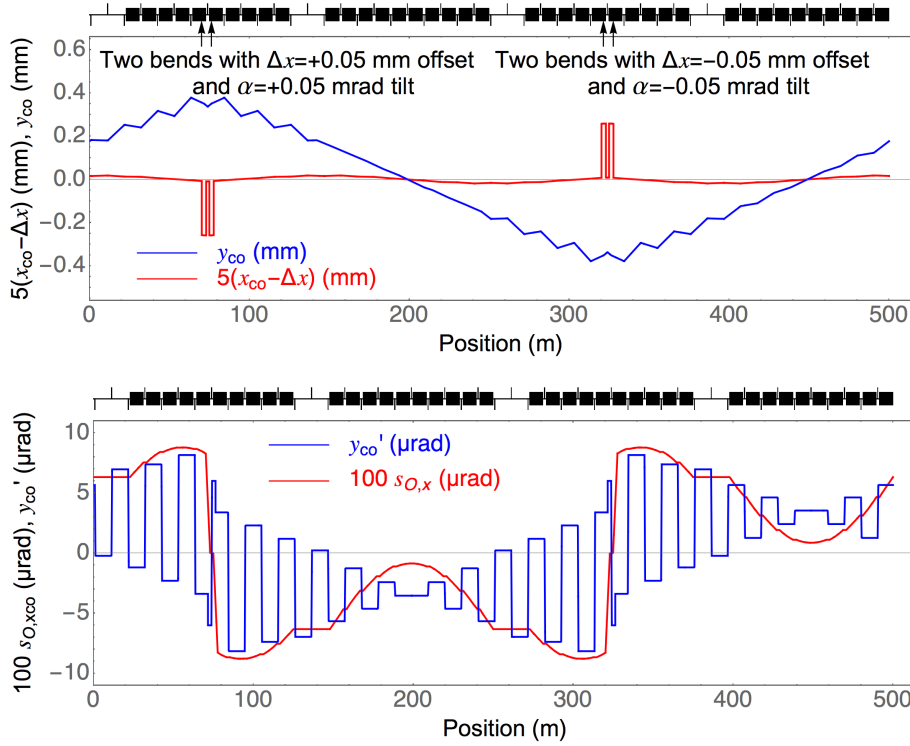 0.6
Two bends with Δx=+0.05 mm offset
and α=+0.05 mrad tilt
Two bends with Δx=−0.05 mm offset
and α=−0.05 mrad tilt
0.4
0.2
0.0
−0.2
−0.4
5(xco−Δx) (mm), yco (mm)
yco (mm)
5(xco−Δx) (mm)
0 100 200 300 400 500
Position (m)
10
5
0
−5
−10
100 sO,xco (μrad), yco' (μrad)
yco' (μrad)
100 sO,x (μrad)
0 100 200 300 400 500
Position (m)